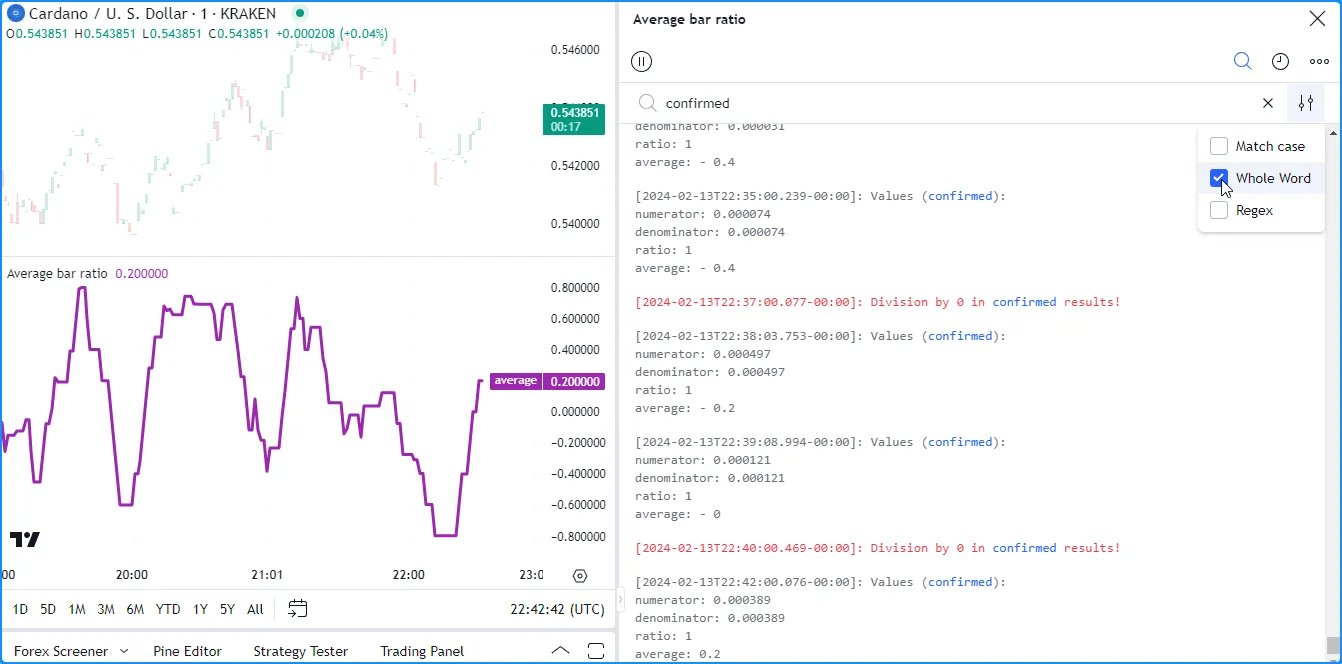 Cardano / U. S. Dollar · 1 · KRAKEN
O0.543851 H0.543851 L0.543851 C0.543851 +0.000208 (+0.04%)
0.546000
0.543851
00:17
0.542000
0.540000
Average bar ratio 0.200000
0.800000
0.600000
0.400000
average 0.200000
0.000000
−0.200000
−0.400000
−0.600000
−0.800000
00 20:00 21:01 22:00 23:0
1D 5D 1M 3M 6M YTD 1Y 5Y All 22:42:42 (UTC)
Forex Screener Pine Editor Strategy Tester Trading Panel
Average bar ratio
confirmed
Match case
Whole Word
Regex
denominator: 0.000031
ratio: 1
average: - 0.4
[2024-02-13T22:35:00.239-00:00]: Values (confirmed):
numerator: 0.000074
denominator: 0.000074
ratio: 1
average: - 0.4
[2024-02-13T22:37:00.077-00:00]: Division by 0 in confirmed results!
[2024-02-13T22:38:03.753-00:00]: Values (confirmed):
numerator: 0.000497
denominator: 0.000497
ratio: 1
average: - 0.2
[2024-02-13T22:39:08.994-00:00]: Values (confirmed):
numerator: 0.000121
denominator: 0.000121
ratio: 1
average: - 0
[2024-02-13T22:40:00.469-00:00]: Division by 0 in confirmed results!
[2024-02-13T22:42:00.076-00:00]: Values (confirmed):
numerator: 0.000389
denominator: 0.000389
ratio: 1
average: 0.2